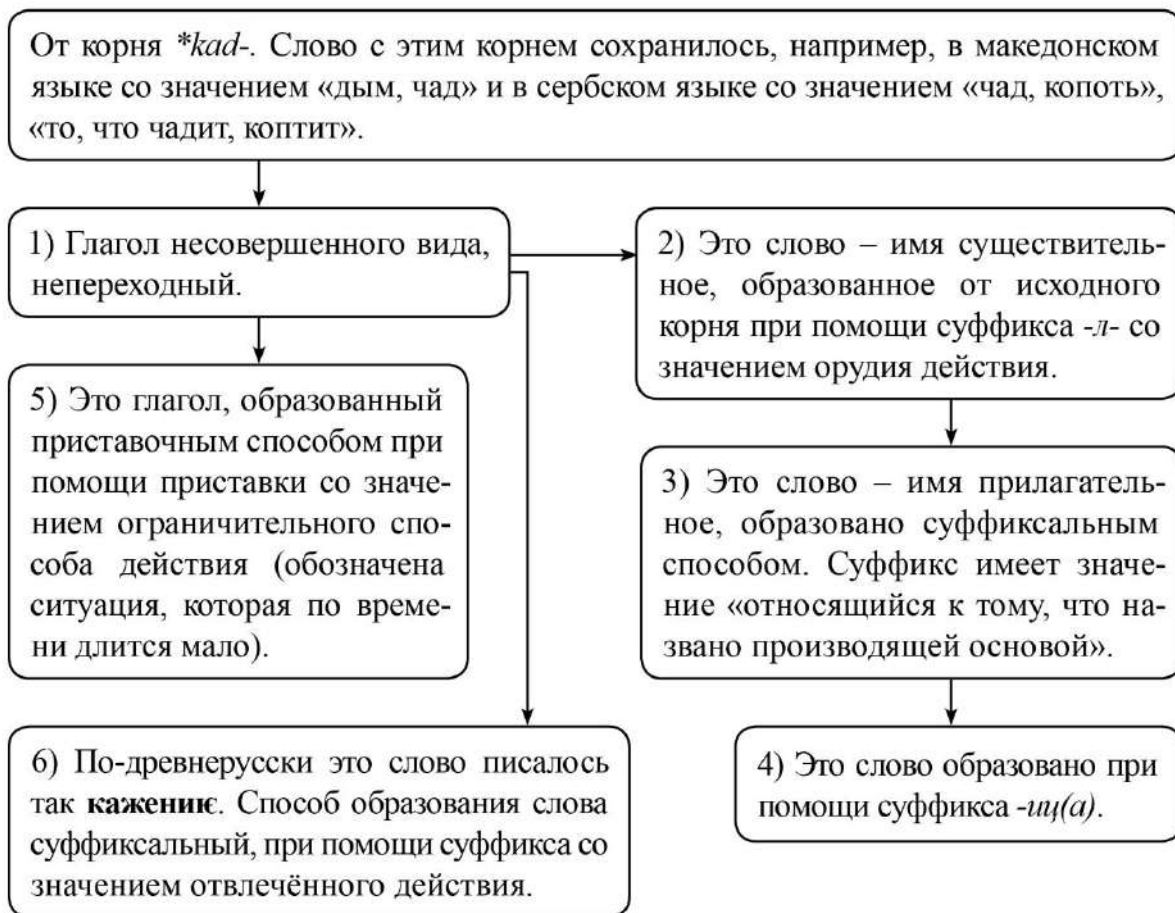 От корня *kad-. Слово с этим корнем сохранилось, например, в македонском
языке со значением «дым, чад» и в сербском языке со значением «чад, копоть»,
«то, что чадит, коптит».
1) Глагол несовершенного вида,
непереходный.
2) Это слово – имя существитель-
ное, образованное от исходного
корня при помощи суффикса -л- со
значением орудия действия.
5) Это глагол, образованный
приставочным способом при
помощи приставки со значе-
нием ограничительного спо-
соба действия (обозначена
ситуация, которая по време-
ни длится мало).
3) Это слово – имя прилагатель-
ное, образовано суффиксальным
способом. Суффикс имеет значе-
ние «относящийся к тому, что на-
звано производящей основой».
6) По-древнерусски это слово писалось
так кажениѥ. Способ образования слова
суффиксальный, при помощи суффикса со
значением отвлечённого действия.
4) Это слово образовано при
помощи суффикса -иц(а).